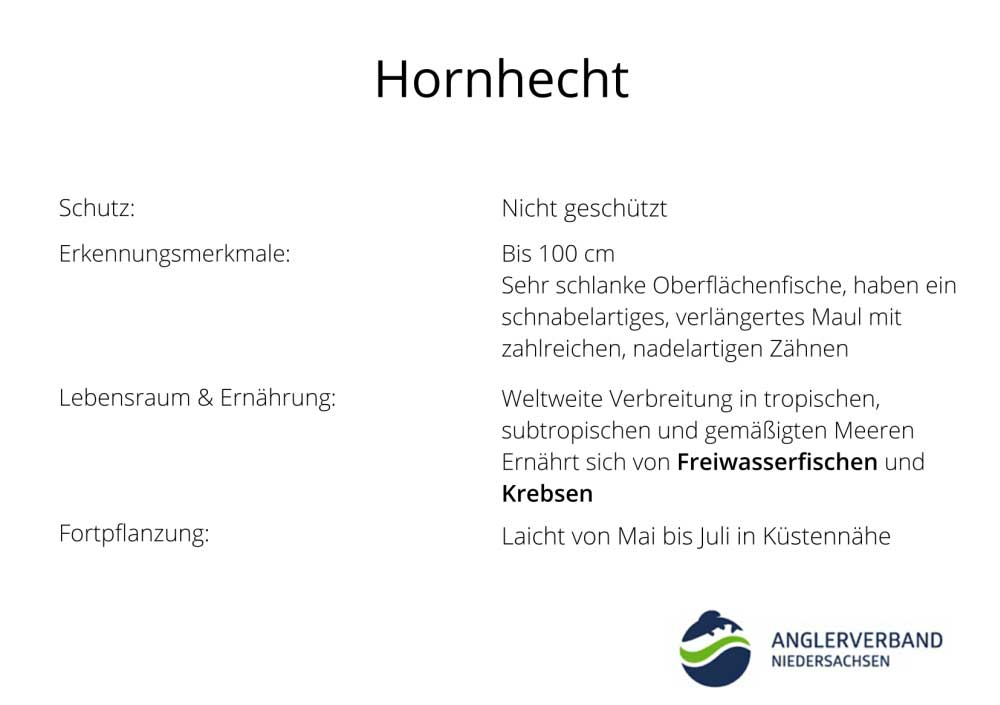 Hornhecht
Schutz:
Nicht geschützt
Erkennungsmerkmale:
Bis 100 cm
Sehr schlanke Oberflächenfische, haben ein
schnabelartiges, verlängertes Maul mit
zahlreichen, nadelartigen Zähnen
Lebensraum & Ernährung:
Weltweite Verbreitung in tropischen,
subtropischen und gemäßigten Meeren
Ernährt sich von Freiwasserfischen und
Krebsen
Fortpflanzung:
Laicht von Mai bis Juli in Küstennähe
ANGLERVERBAND
NIEDERSACHSEN